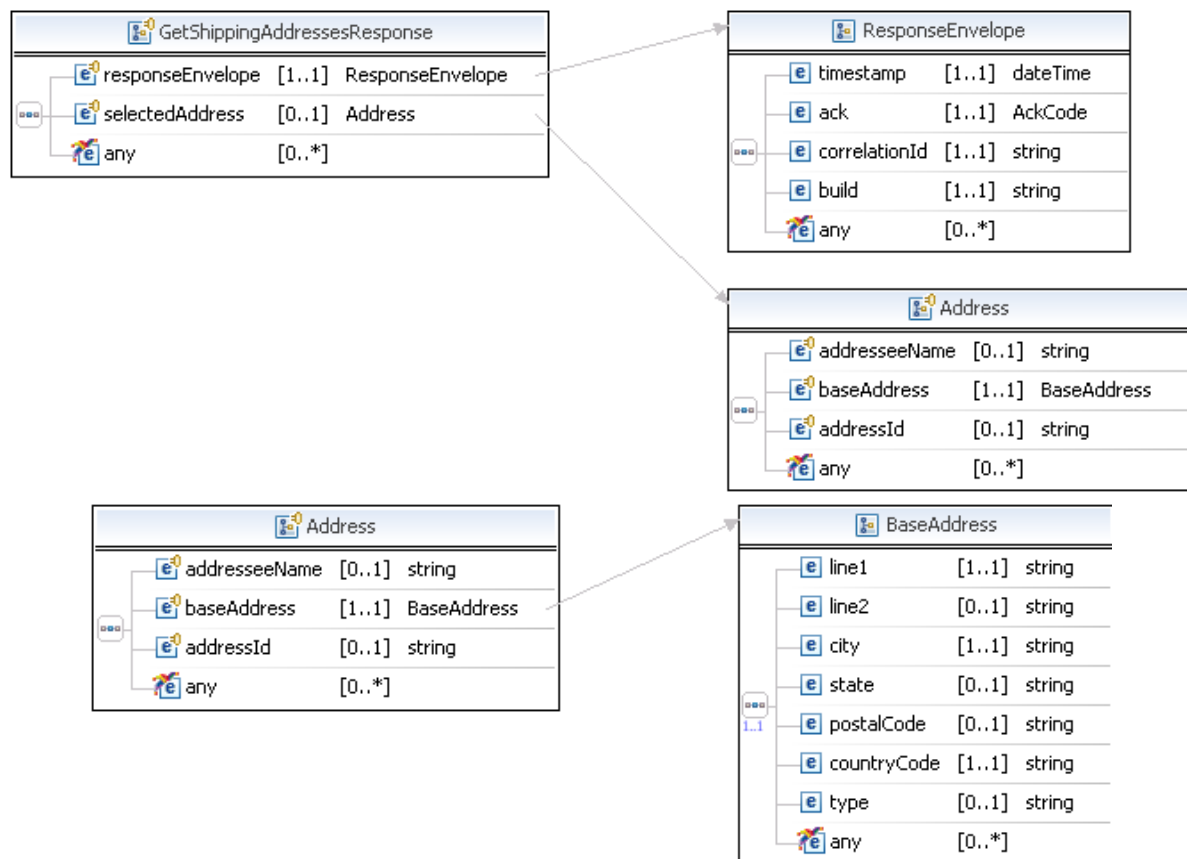 GetShippingAddressesResponse
responseEnvelope [1..1] ResponseEnvelope
selectedAddress [0..1] Address
any [0..*]
ResponseEnvelope
timestamp [1..1] dateTime
ack [1..1] AckCode
correlationId [1..1] string
build [1..1] string
any [0..*]
Address
addresseeName [0..1] string
baseAddress [1..1] BaseAddress
addressId [0..1] string
any [0..*]
Address
addresseeName [0..1] string
baseAddress [1..1] BaseAddress
addressId [0..1] string
any [0..*]
BaseAddress
line1 [1..1] string
line2 [0..1] string
city [1..1] string
state [0..1] string
1..1
postalCode [0..1] string
countryCode [1..1] string
type [0..1] string
any [0..*]